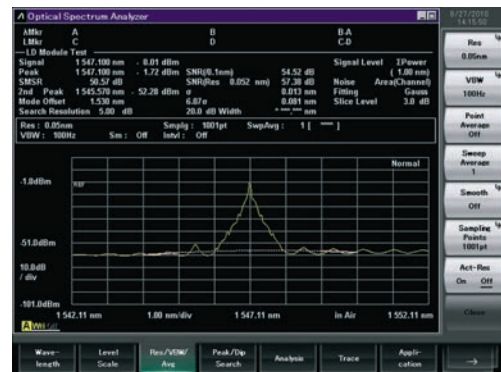 Optical Spectrum Analyzer
8/27/2010
14:15:50
λMkr A B B-A
LMkr C D C-D
LD Module Test
Signal 1 547.100 nm - 0.01 dBm Signal Level ΣPower
Peak 1 547.100 nm - 1.72 dBm SNR(0.1nm) 54.52 dB ( 1.00 nm)
SMSR 50.57 dB SNR(Res 0.052 nm) 57.38 dB Noise Area(Channel)
2nd Peak 1 545.570 nm - 52.28 dBm σ 0.013 nm Fitting Gauss
Mode Offset 1.530 nm 6.07σ 0.081 nm Slice Level 3.0 dB
Search Resolution 5.00 dB 20.0 dB Width nm
Res : 0.05nm Smplg : 1001pt SwpAvg : 1 [ ]
VBW : 100Hz Sm : Off Intvl : Off
Normal
-1.0dBm
REF
-51.0dBm
10.0dB
/ div
-101.0dBm
1 542.11 nm 1.00 nm/div 1 547.11 nm in Air 1 552.11 nm
A Wri
Res
0.05nm
VBW
100Hz
Point
Average
Off
Sweep
Average
1
Smooth
Off
Sampling
Points
1001pt
Act-Res
On Off
Close
Wave-
length
Level
Scale
Res/VBW/
Avg
Peak/Dip
Search
Analysis
Trace
Appli-
cation
→